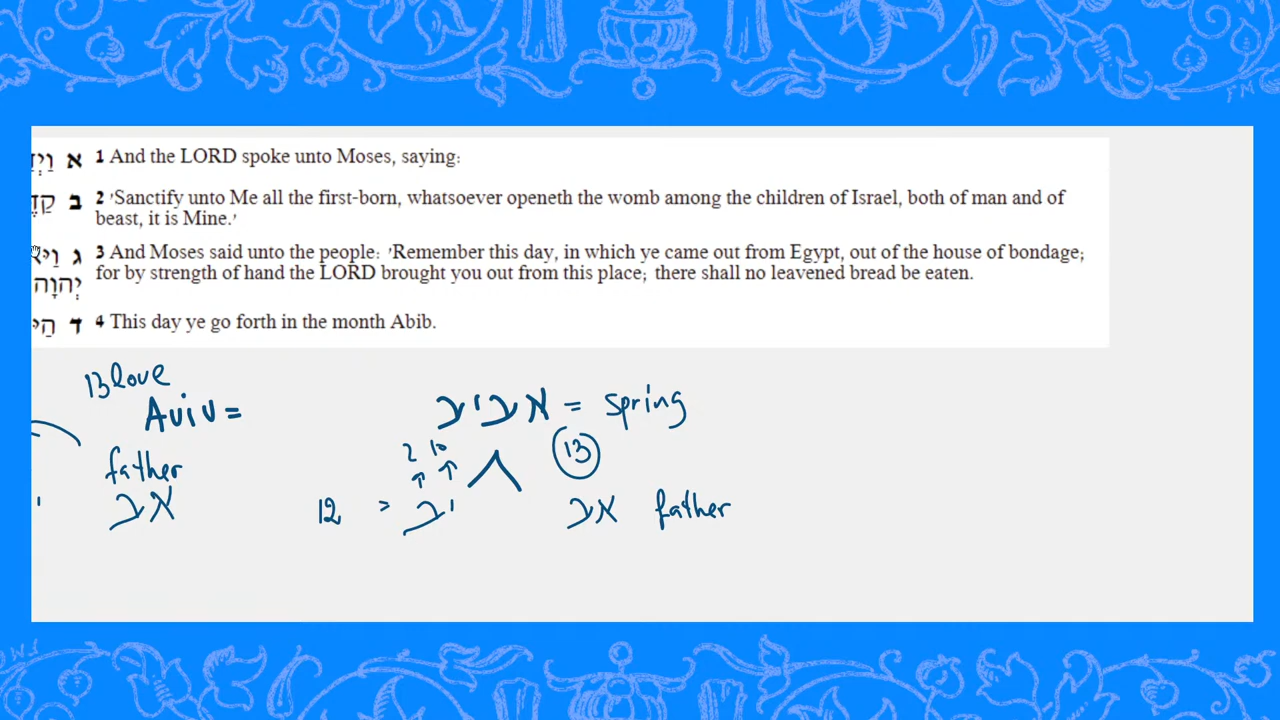 א וַיְדַ 1 And the LORD spoke unto Moses, saying:
ב קַדֶּ 2 'Sanctify unto Me all the first-born, whatsoever openeth the womb among the children of Israel, both of man and of
beast, it is Mine.'
ג 3 And Moses said unto the people: 'Remember this day, in which ye came out from Egypt, out of the house of bondage;
יְהוָה for by strength of hand the LORD brought you out from this place; there shall no leavened bread be eaten.
ד הַיּ 4 This day ye go forth in the month Abib.
13 love
Aviv =
אביב = spring
2 10
13
father
אב
12 > יב
אב father